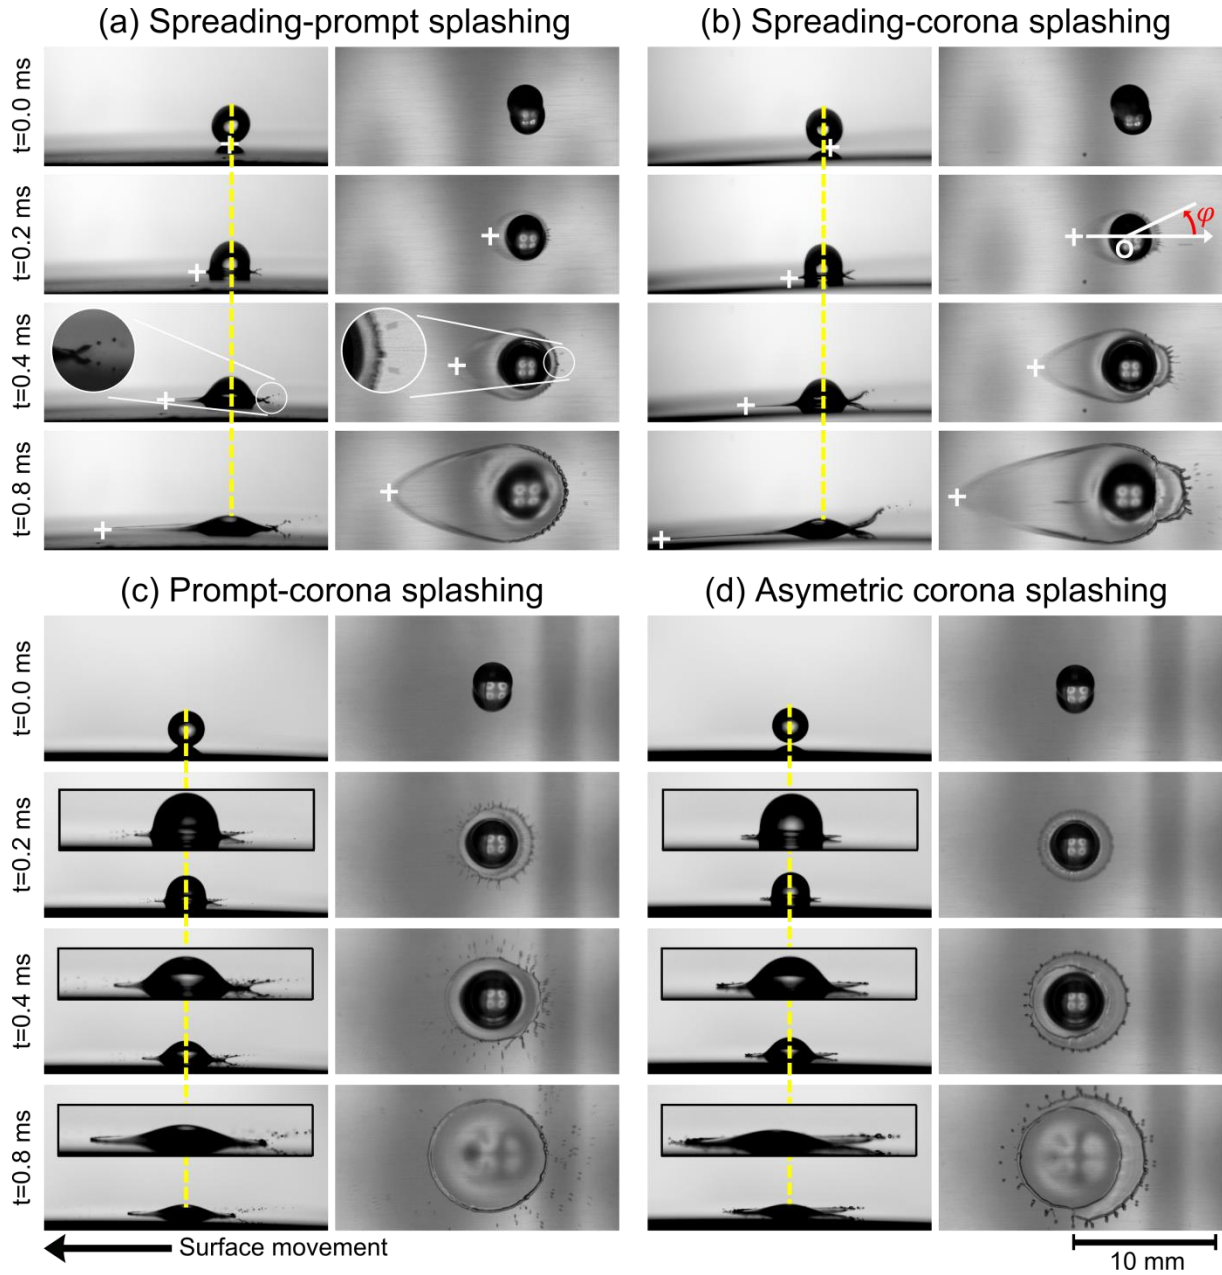 (a) Spreading-prompt splashing
(b) Spreading-corona splashing
t=0.0 ms
t=0.2 ms
φ
O
t=0.4 ms
t=0.8 ms
(c) Prompt-corona splashing
(d) Asymetric corona splashing
t=0.0 ms
t=0.2 ms
t=0.4 ms
t=0.8 ms
Surface movement
10 mm